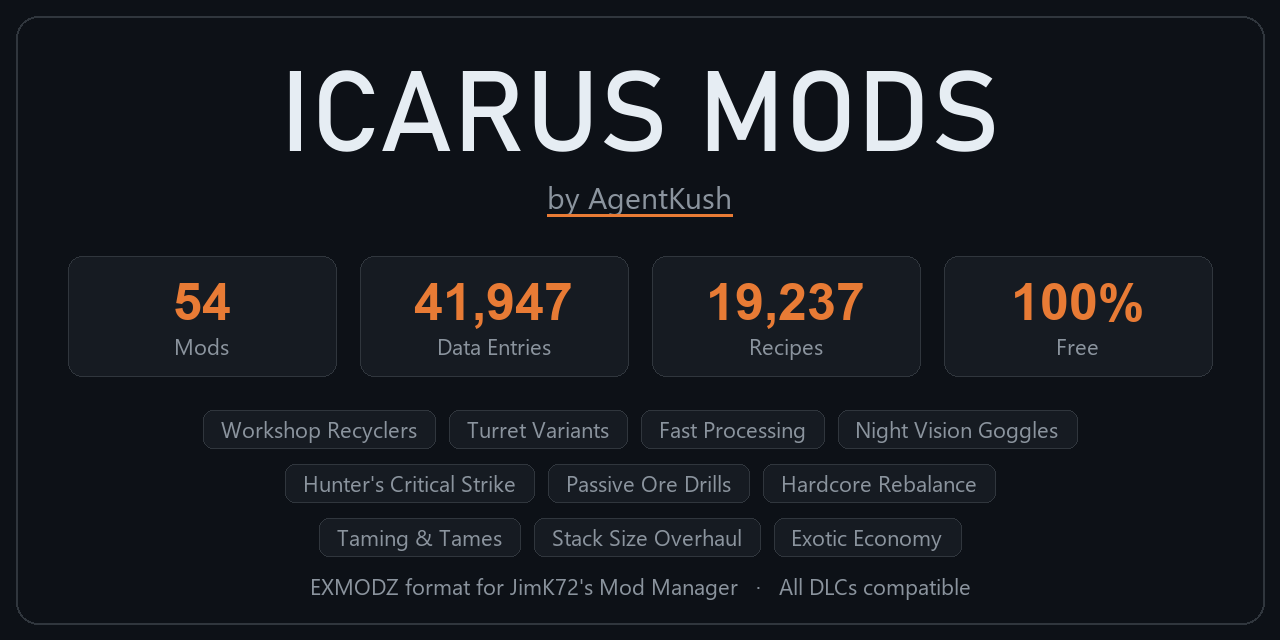 ICARUS MODS
by AgentKush
54 41,947 19,237 100%
Mods Data Entries Recipes Free
Workshop Recyclers Turret Variants Fast Processing Night Vision Goggles
Hunter's Critical Strike Passive Ore Drills Hardcore Rebalance
Taming & Tames Stack Size Overhaul Exotic Economy
EXMODZ format for JimK72's Mod Manager · All DLCs compatible